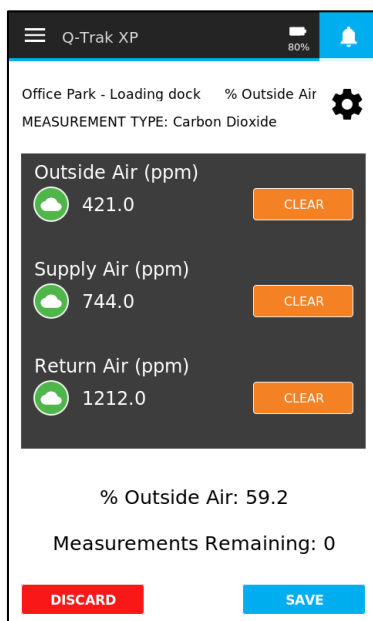 Q-Trak XP
80%
Office Park - Loading dock % Outside Air
MEASUREMENT TYPE: Carbon Dioxide
Outside Air (ppm)
421.0 CLEAR
Supply Air (ppm)
744.0 CLEAR
Return Air (ppm)
1212.0 CLEAR
% Outside Air: 59.2
Measurements Remaining: 0
DISCARD SAVE